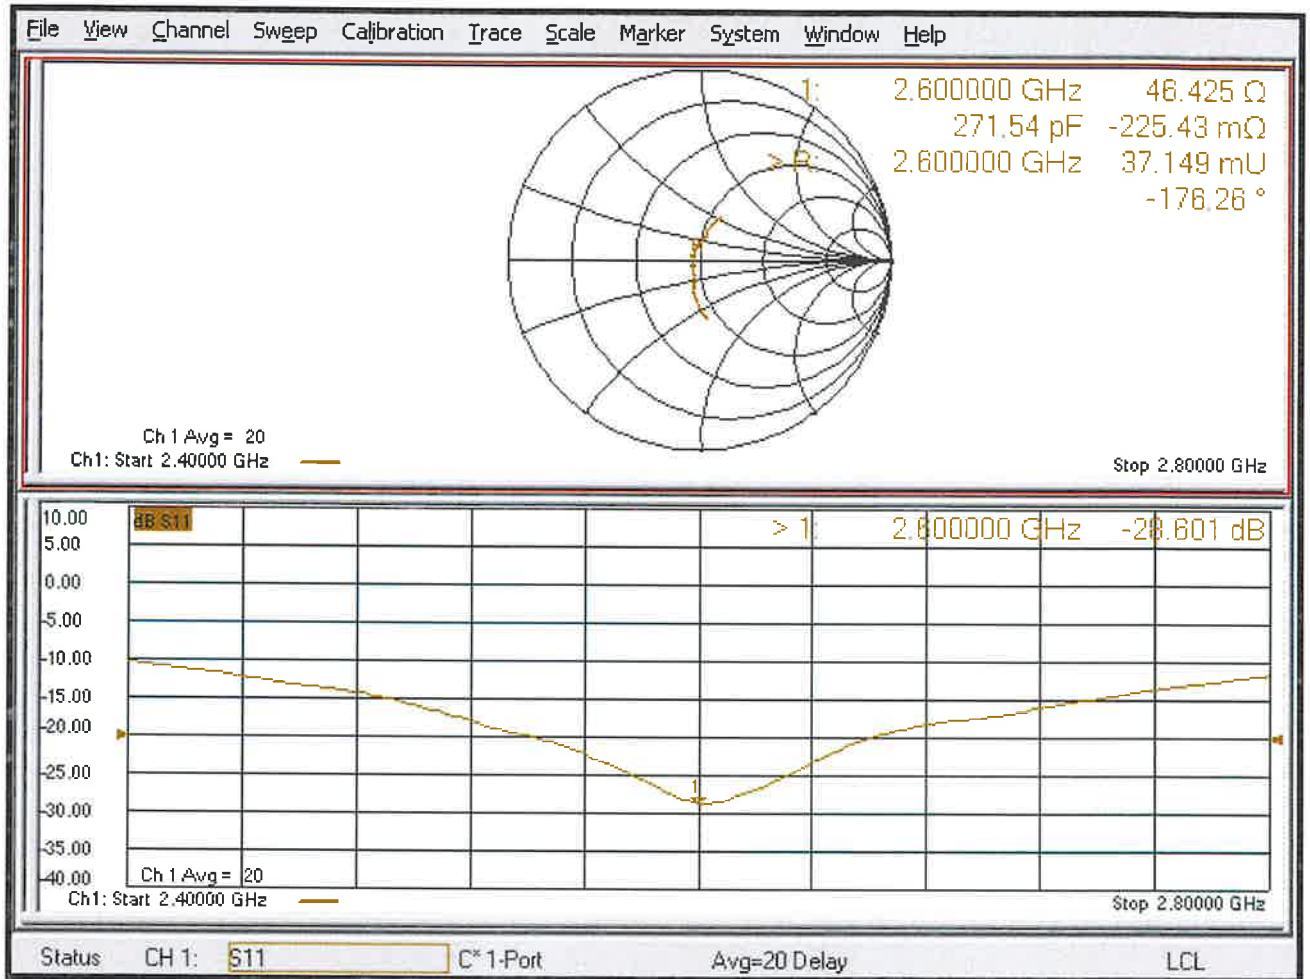 File View Channel Sweep Calibration Trace Scale Marker System Window Help
1: 2.600000 GHz 46.425 Ω
271.54 pF -225.43 mΩ
> R: 2.600000 GHz 37.149 mU
-176.26 °
Ch 1 Avg = 20
Ch1: Start 2.40000 GHz
Stop 2.80000 GHz
10.00
dB S11
> 1: 2.600000 GHz -28.601 dB
5.00
0.00
-5.00
-10.00
-15.00
-20.00
-25.00
1
-30.00
-35.00
-40.00
Ch 1 Avg = 20
Ch1: Start 2.40000 GHz
Stop 2.80000 GHz
Status CH 1: S11 C* 1-Port Avg=20 Delay LCL